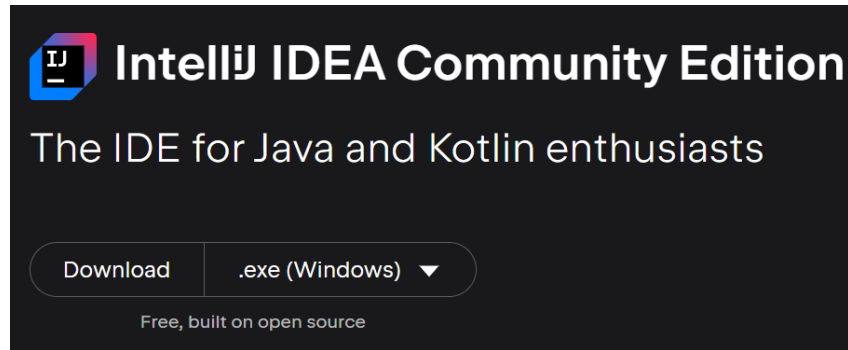 IJ
IntelliJ IDEA Community Edition
The IDE for Java and Kotlin enthusiasts
Download .exe (Windows)
Free, built on open source